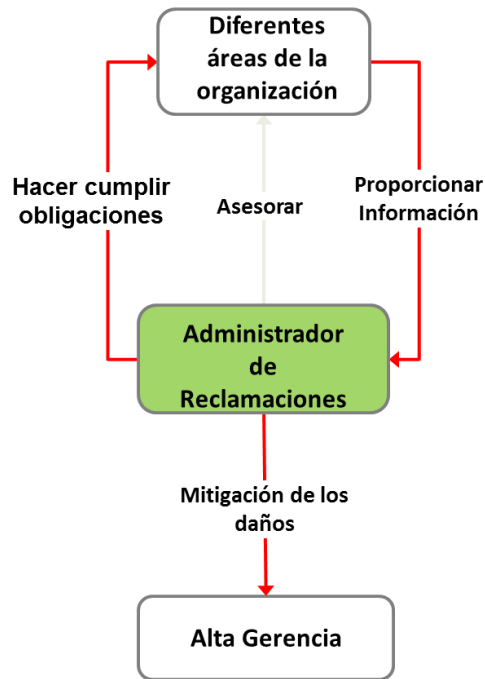 Diferentes
áreas de la
organización
Hacer cumplir
obligaciones
Asesorar
Proporcionar
Información
Administrador
de
Reclamaciones
Mitigación de los
daños
Alta Gerencia